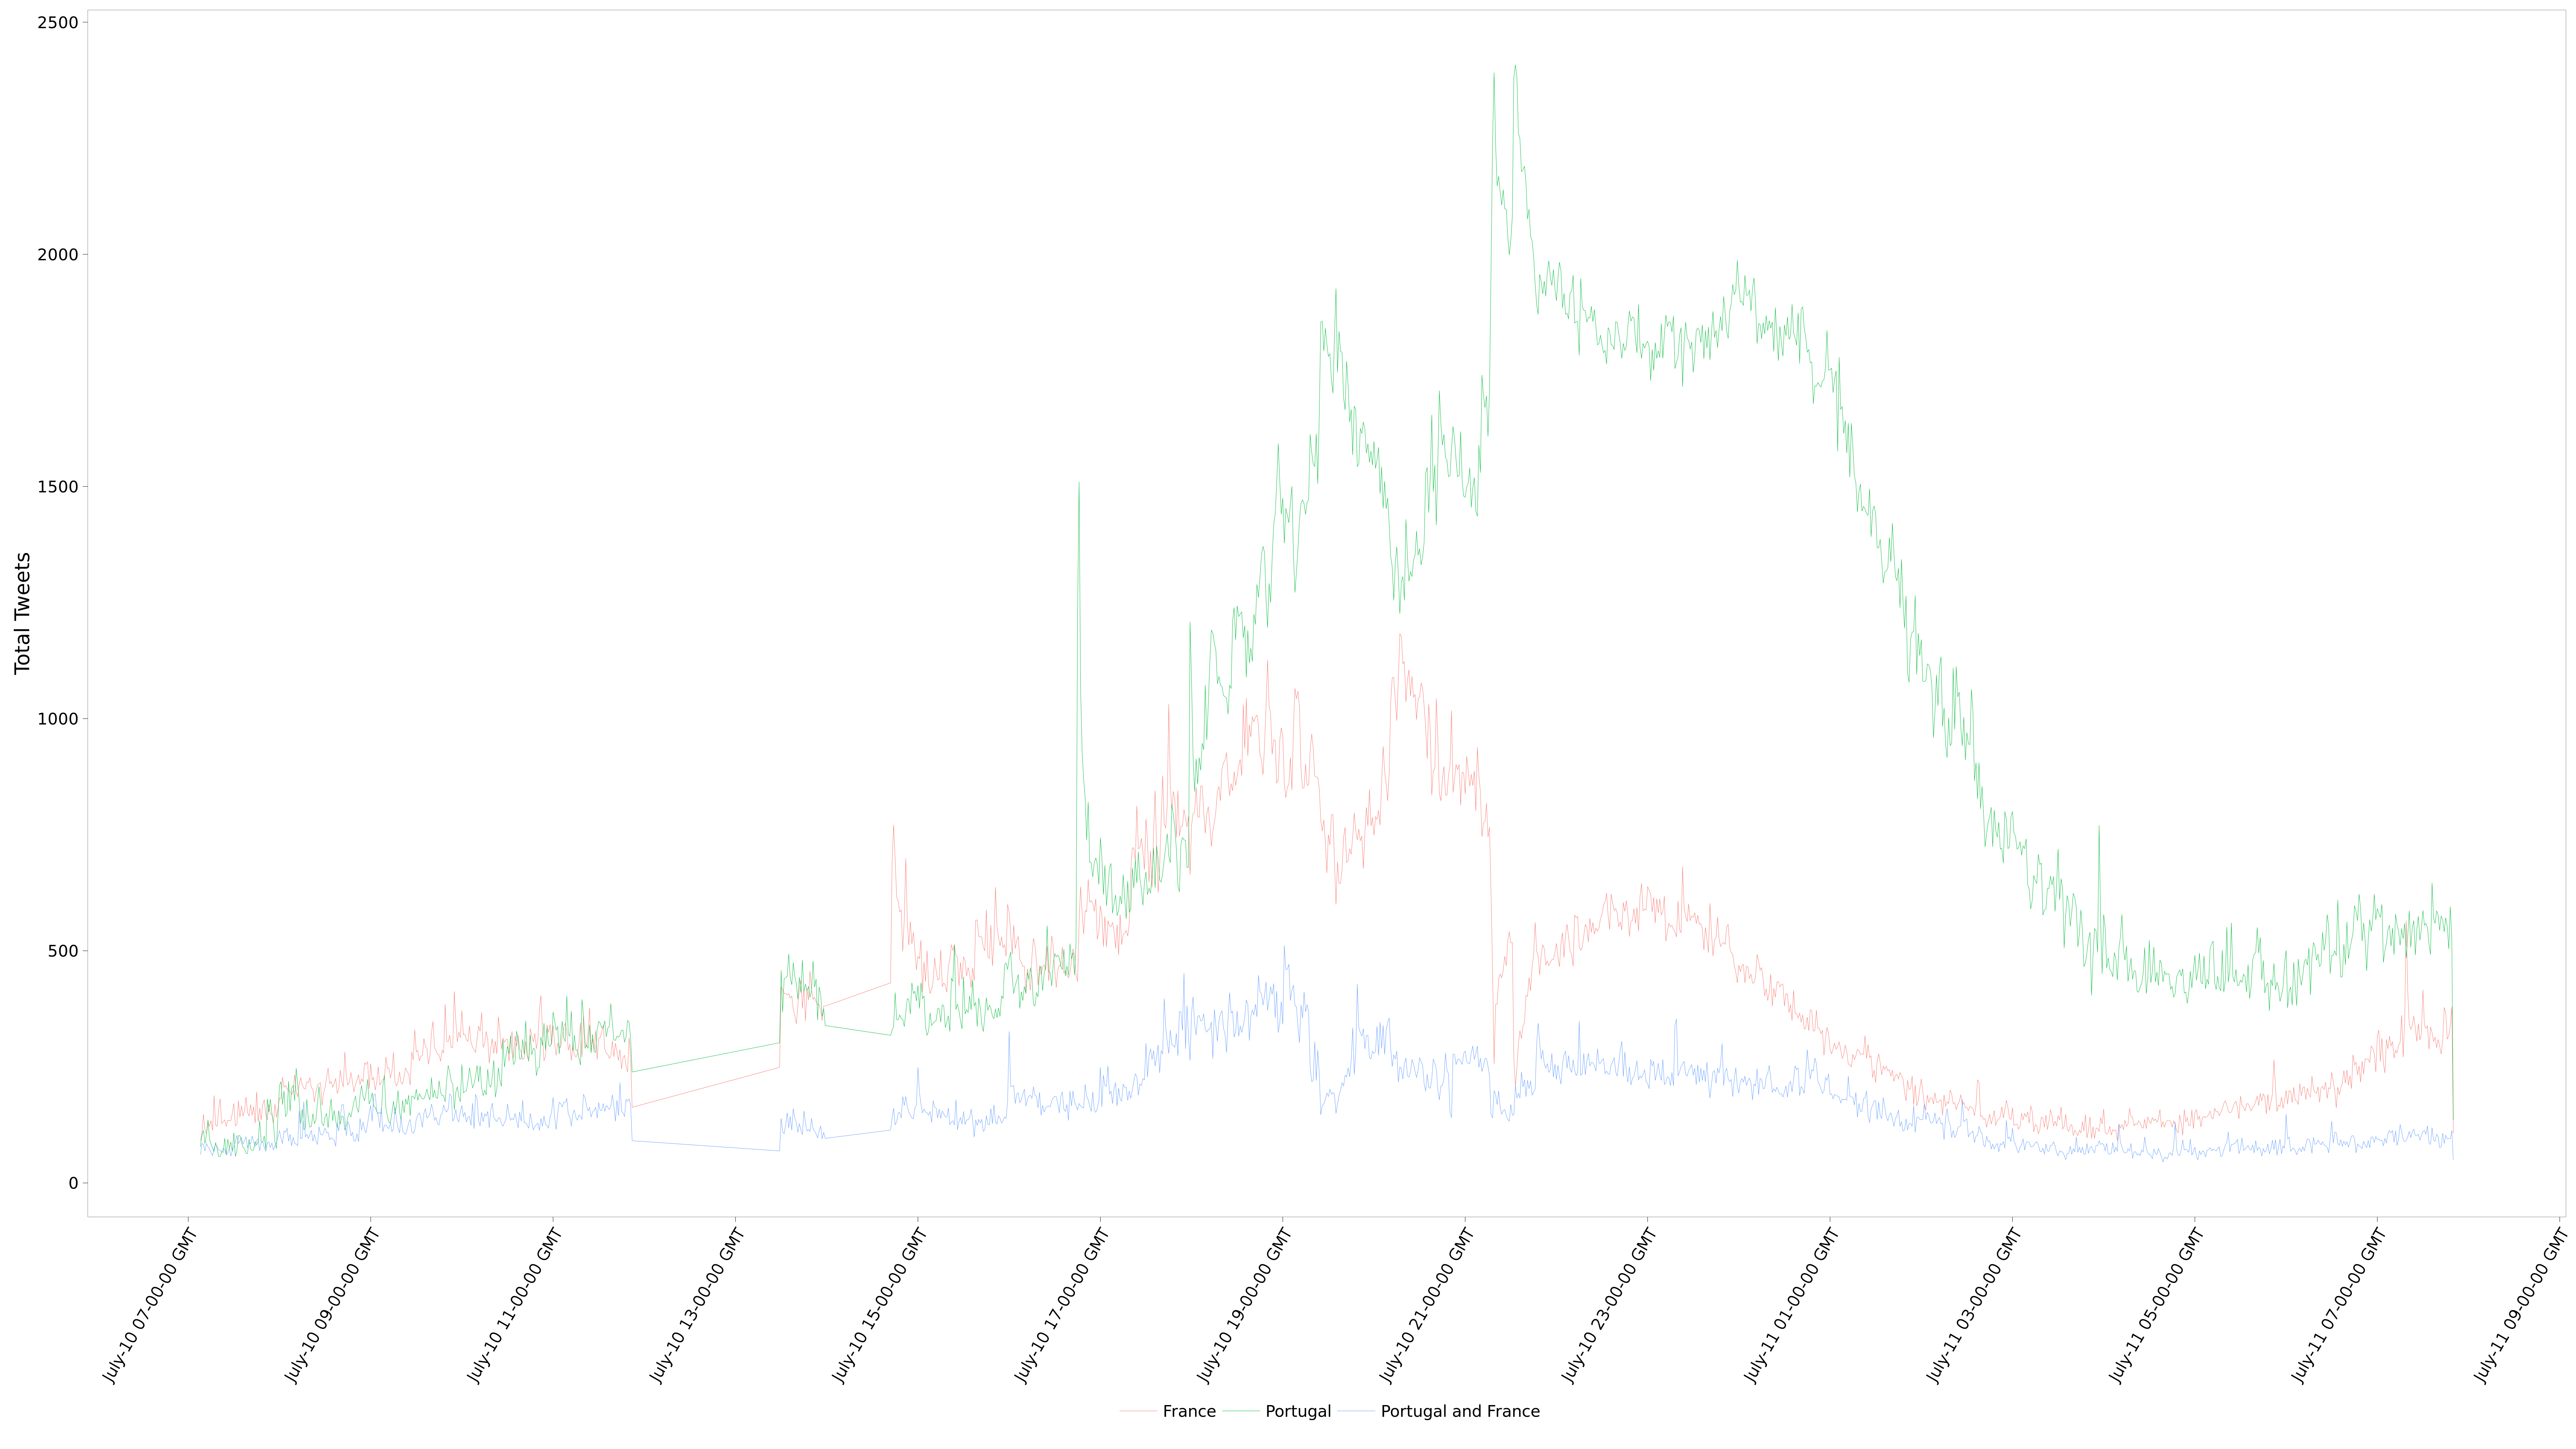 2500
2000
1500
1000
500
0
Total Tweets
July-10 07-00-00 GMT
July-10 09-00-00 GMT
July-10 11-00-00 GMT
July-10 13-00-00 GMT
July-10 15-00-00 GMT
July-10 17-00-00 GMT
July-10 19-00-00 GMT
July-10 21-00-00 GMT
July-10 23-00-00 GMT
July-11 01-00-00 GMT
July-11 03-00-00 GMT
July-11 05-00-00 GMT
July-11 07-00-00 GMT
July-11 09-00-00 GMT
France Portugal Portugal and France